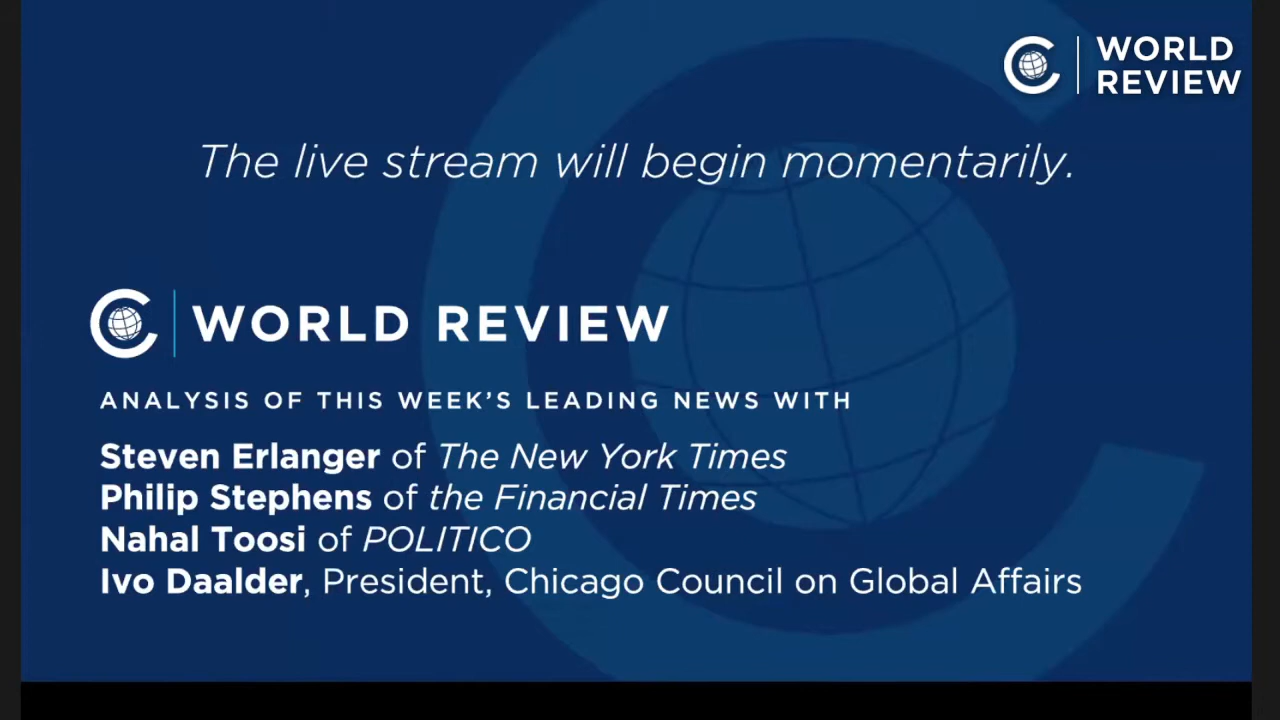 WORLD
REVIEW
The live stream will begin momentarily.
WORLD REVIEW
ANALYSIS OF THIS WEEK'S LEADING NEWS WITH
Steven Erlanger of The New York Times
Philip Stephens of the Financial Times
Nahal Toosi of POLITICO
Ivo Daalder, President, Chicago Council on Global Affairs